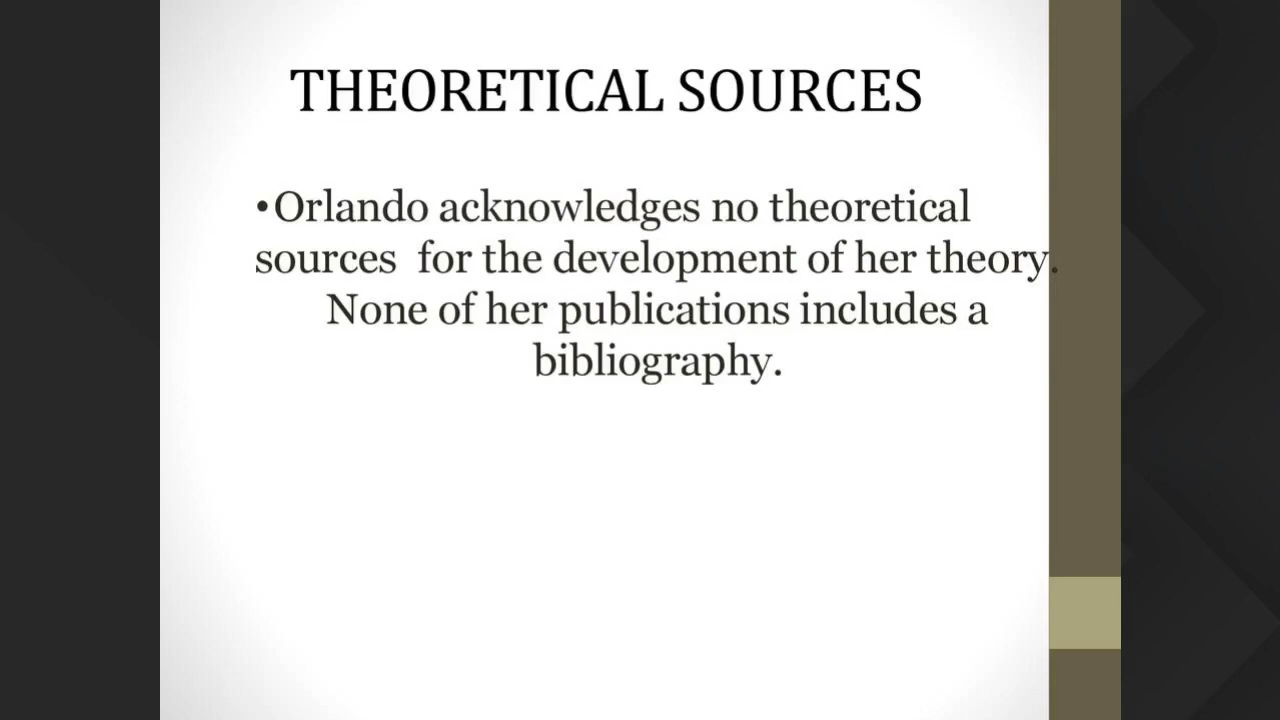 THEORETICAL SOURCES
•Orlando acknowledges no theoretical
sources  for the development of her theory.
None of her publications includes a
bibliography.